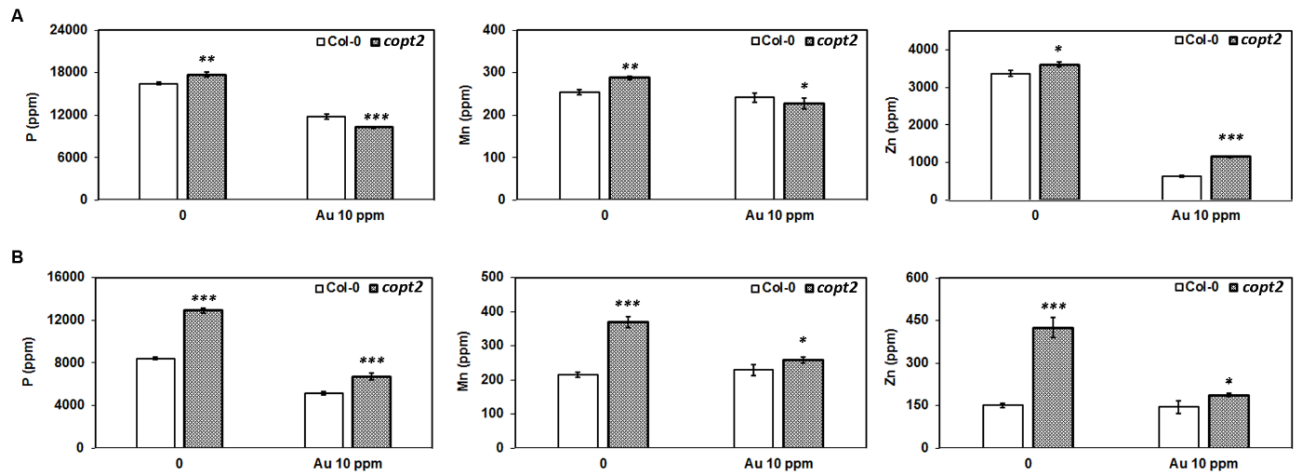 A
P (ppm)
24000
18000
12000
6000
0
Col-0 copt2
**
***
0 Au 10 ppm
Mn (ppm)
400
300
200
100
0
Col-0 copt2
**
*
0 Au 10 ppm
Zn (ppm)
4000
3000
2000
1000
0
Col-0 copt2
*
***
0 Au 10 ppm
B
P (ppm)
16000
12000
8000
4000
0
Col-0 copt2
***
***
0 Au 10 ppm
Mn (ppm)
500
400
300
200
100
0
Col-0 copt2
***
*
0 Au 10 ppm
Zn (ppm)
600
450
300
150
0
Col-0 copt2
***
*
0 Au 10 ppm